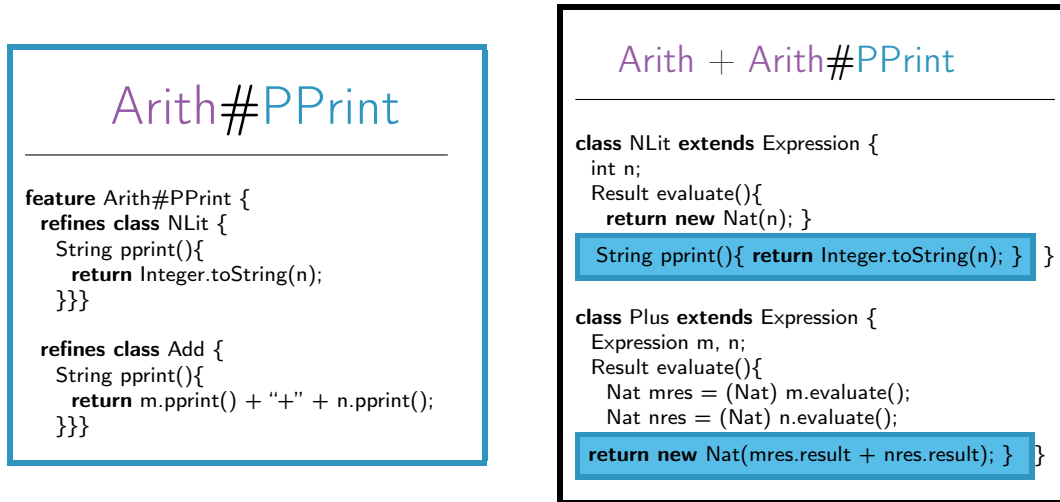 Arith#PPrint
feature Arith#PPrint {
refines class NLit {
String pprint(){
return Integer.toString(n);
}}}
refines class Add {
String pprint(){
return m.pprint() + “+” + n.pprint();
}}}
Arith + Arith#PPrint
class NLit extends Expression {
int n;
Result evaluate(){
return new Nat(n); }
String pprint(){ return Integer.toString(n); } }
class Plus extends Expression {
Expression m, n;
Result evaluate(){
Nat mres = (Nat) m.evaluate();
Nat nres = (Nat) n.evaluate();
return new Nat(mres.result + nres.result); } }